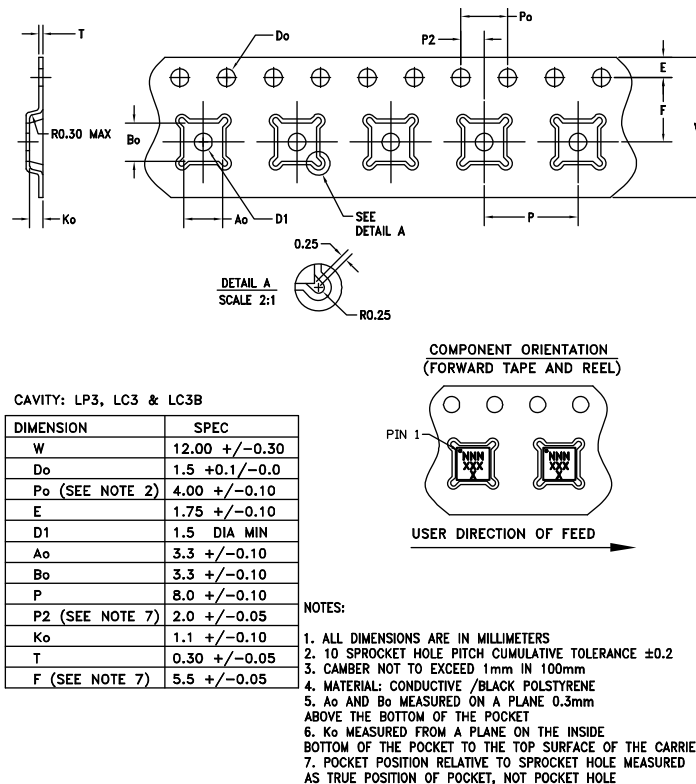 T
Do
P2
Po
E
F
R0.30 MAX
Bo
Ko
Ao
D1
SEE
DETAIL A
P
0.25
DETAIL A
SCALE 2:1
R0.25
COMPONENT ORIENTATION
(FORWARD TAPE AND REEL)
PIN 1
NNN
XXX
X
NNN
XXX
X
USER DIRECTION OF FEED
CAVITY: LP3, LC3 & LC3B
DIMENSION SPEC
W 12.00 +/-0.30
Do 1.5 +0.1/-0.0
Po (SEE NOTE 2) 4.00 +/-0.10
E 1.75 +/-0.10
D1 1.5 DIA MIN
Ao 3.3 +/-0.10
Bo 3.3 +/-0.10
P 8.0 +/-0.10
P2 (SEE NOTE 7) 2.0 +/-0.05
Ko 1.1 +/-0.10
T 0.30 +/-0.05
F (SEE NOTE 7) 5.5 +/-0.05
NOTES:
1. ALL DIMENSIONS ARE IN MILLIMETERS
2. 10 SPROCKET HOLE PITCH CUMULATIVE TOLERANCE ±0.2
3. CAMBER NOT TO EXCEED 1mm IN 100mm
4. MATERIAL: CONDUCTIVE /BLACK POLSTYRENE
5. Ao AND Bo MEASURED ON A PLANE 0.3mm
ABOVE THE BOTTOM OF THE POCKET
6. Ko MEASURED FROM A PLANE ON THE INSIDE
BOTTOM OF THE POCKET TO THE TOP SURFACE OF THE CARRIE
7. POCKET POSITION RELATIVE TO SPROCKET HOLE MEASURED
AS TRUE POSITION OF POCKET, NOT POCKET HOLE